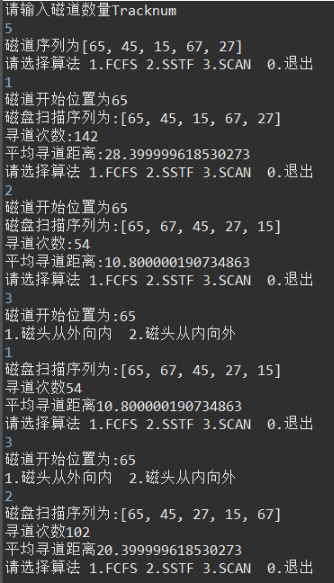 请输入磁道数量Tracknum
5
磁道序列为[65, 45, 15, 67, 27]
请选择算法 1.FCFS 2.SSTF 3.SCAN  0.退出
1
磁道开始位置为65
磁盘扫描序列为:[65, 45, 15, 67, 27]
寻道次数:142
平均寻道距离:28.399999618530273
请选择算法 1.FCFS 2.SSTF 3.SCAN  0.退出
2
磁道开始位置为65
磁盘扫描序列为:[65, 67, 45, 27, 15]
寻道次数:54
平均寻道距离:10.800000190734863
请选择算法 1.FCFS 2.SSTF 3.SCAN  0.退出
3
磁道开始位置为:65
1.磁头从外向内  2.磁头从内向外
1
磁盘扫描序列为:[65, 67, 45, 27, 15]
寻道次数54
平均寻道距离10.800000190734863
请选择算法 1.FCFS 2.SSTF 3.SCAN  0.退出
3
磁道开始位置为:65
1.磁头从外向内  2.磁头从内向外
2
磁盘扫描序列为:[65, 45, 27, 15, 67]
寻道次数102
平均寻道距离20.399999618530273
请选择算法 1.FCFS 2.SSTF 3.SCAN  0.退出